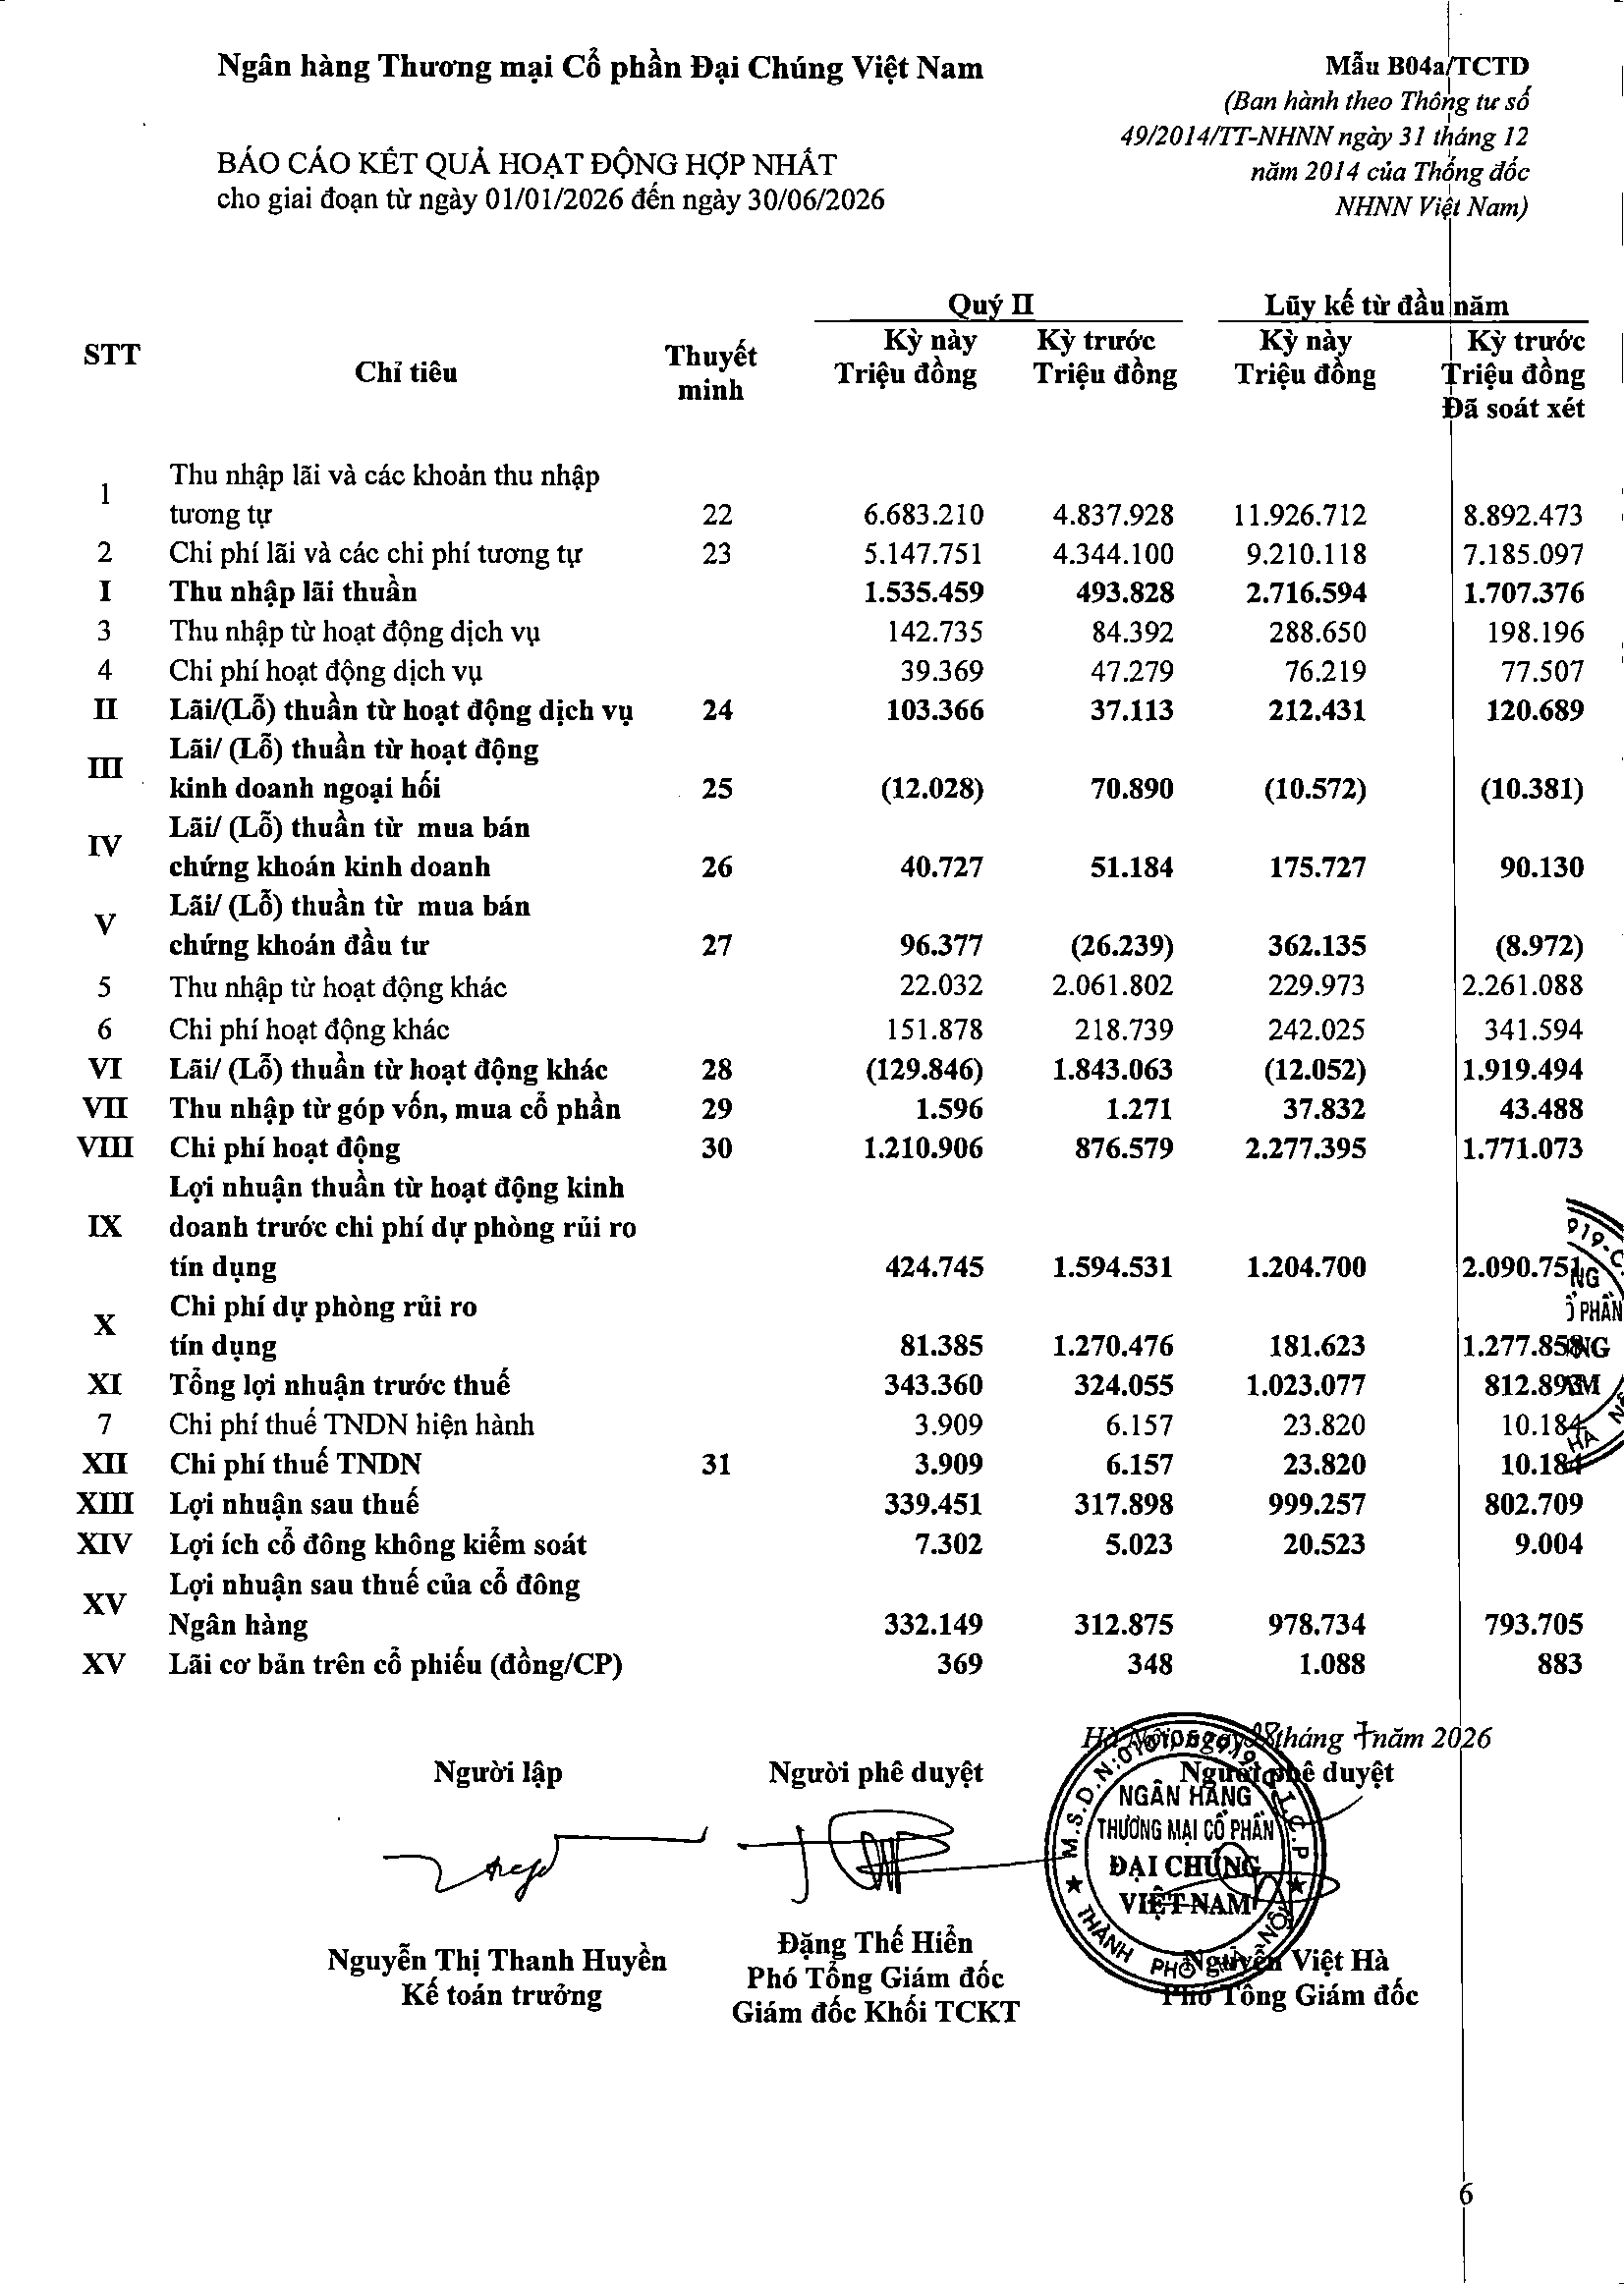 Ngân hàng Thương mại Cổ phần Đại Chúng Việt Nam
Mẫu B04a/TCTD
(Ban hành theo Thông tư số
49/2014/TT-NHNN ngày 31 tháng 12
năm 2014 của Thống đốc
NHNN Việt Nam)
BÁO CÁO KẾT QUẢ HOẠT ĐỘNG HỢP NHẤT
cho giai đoạn từ ngày 01/01/2026 đến ngày 30/06/2026
Quý II Lũy kế từ đầu năm
STT Chỉ tiêu Thuyết minh Kỳ này Kỳ trước Kỳ này Kỳ trước
Triệu đồng Triệu đồng Triệu đồng Triệu đồng
Đã soát xét
1 Thu nhập lãi và các khoản thu nhập
tương tự 22 6.683.210 4.837.928 11.926.712 8.892.473
2 Chi phí lãi và các chi phí tương tự 23 5.147.751 4.344.100 9.210.118 7.185.097
I Thu nhập lãi thuần 1.535.459 493.828 2.716.594 1.707.376
3 Thu nhập từ hoạt động dịch vụ 142.735 84.392 288.650 198.196
4 Chi phí hoạt động dịch vụ 39.369 47.279 76.219 77.507
II Lãi/(Lỗ) thuần từ hoạt động dịch vụ 24 103.366 37.113 212.431 120.689
III Lãi/ (Lỗ) thuần từ hoạt động
kinh doanh ngoại hối 25 (12.028) 70.890 (10.572) (10.381)
IV Lãi/ (Lỗ) thuần từ mua bán
chứng khoán kinh doanh 26 40.727 51.184 175.727 90.130
V Lãi/ (Lỗ) thuần từ mua bán
chứng khoán đầu tư 27 96.377 (26.239) 362.135 (8.972)
5 Thu nhập từ hoạt động khác 22.032 2.061.802 229.973 2.261.088
6 Chi phí hoạt động khác 151.878 218.739 242.025 341.594
VI Lãi/ (Lỗ) thuần từ hoạt động khác 28 (129.846) 1.843.063 (12.052) 1.919.494
VII Thu nhập từ góp vốn, mua cổ phần 29 1.596 1.271 37.832 43.488
VIII Chi phí hoạt động 30 1.210.906 876.579 2.277.395 1.771.073
IX Lợi nhuận thuần từ hoạt động kinh
doanh trước chi phí dự phòng rủi ro
tín dụng 424.745 1.594.531 1.204.700 2.090.751
X Chi phí dự phòng rủi ro
tín dụng 81.385 1.270.476 181.623 1.277.858
XI Tổng lợi nhuận trước thuế 343.360 324.055 1.023.077 812.893
7 Chi phí thuế TNDN hiện hành 3.909 6.157 23.820 10.184
XII Chi phí thuế TNDN 31 3.909 6.157 23.820 10.184
XIII Lợi nhuận sau thuế 339.451 317.898 999.257 802.709
XIV Lợi ích cổ đông không kiểm soát 7.302 5.023 20.523 9.004
XV Lợi nhuận sau thuế của cổ đông
Ngân hàng 332.149 312.875 978.734 793.705
XV Lãi cơ bản trên cổ phiếu (đồng/CP) 369 348 1.088 883
Hà Nội, ngày 28 tháng 7 năm 2026
Người lập Người phê duyệt Người phê duyệt
NGÂN HÀNG
THƯƠNG MẠI CỔ PHẦN
ĐẠI CHÚNG
VIỆT NAM
THÀNH PHỐ HÀ NỘI
Nguyễn Thị Thanh Huyền
Kế toán trưởng
Đặng Thế Hiển
Phó Tổng Giám đốc
Giám đốc Khối TCKT
Nguyễn Việt Hà
Phó Tổng Giám đốc
6